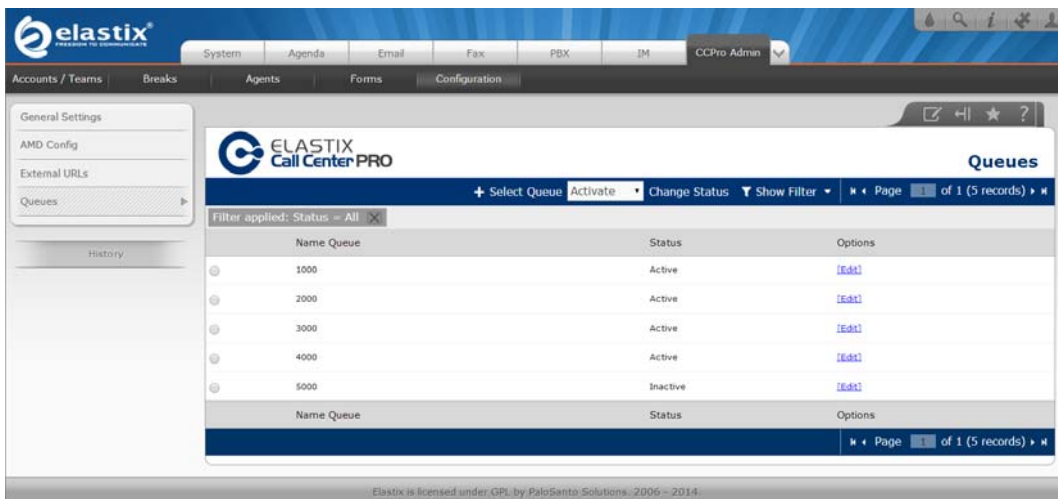 elastix®
FREEDOM TO COMMUNICATE
System Agenda Email Fax PBX IM CCPro Admin
Accounts / Teams Breaks Agents Forms Configuration
General Settings
AMD Config
External URLs
Queues
History
ELASTIX
Call Center PRO
Queues
+ Select Queue Activate Change Status Show Filter Page 1 of 1 (5 records)
Filter applied: Status = All X
Name Queue Status Options
1000 Active [Edit]
2000 Active [Edit]
3000 Active [Edit]
4000 Active [Edit]
5000 Inactive [Edit]
Name Queue Status Options
Page 1 of 1 (5 records)
Elastix is licensed under GPL by PaloSanto Solutions. 2006 - 2014.